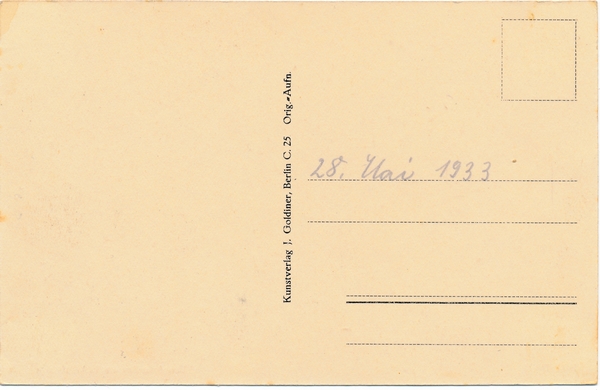 Kunstverlag J. Goldiner, Berlin C. 25 Orig.-Aufn.
28. Mai 1933